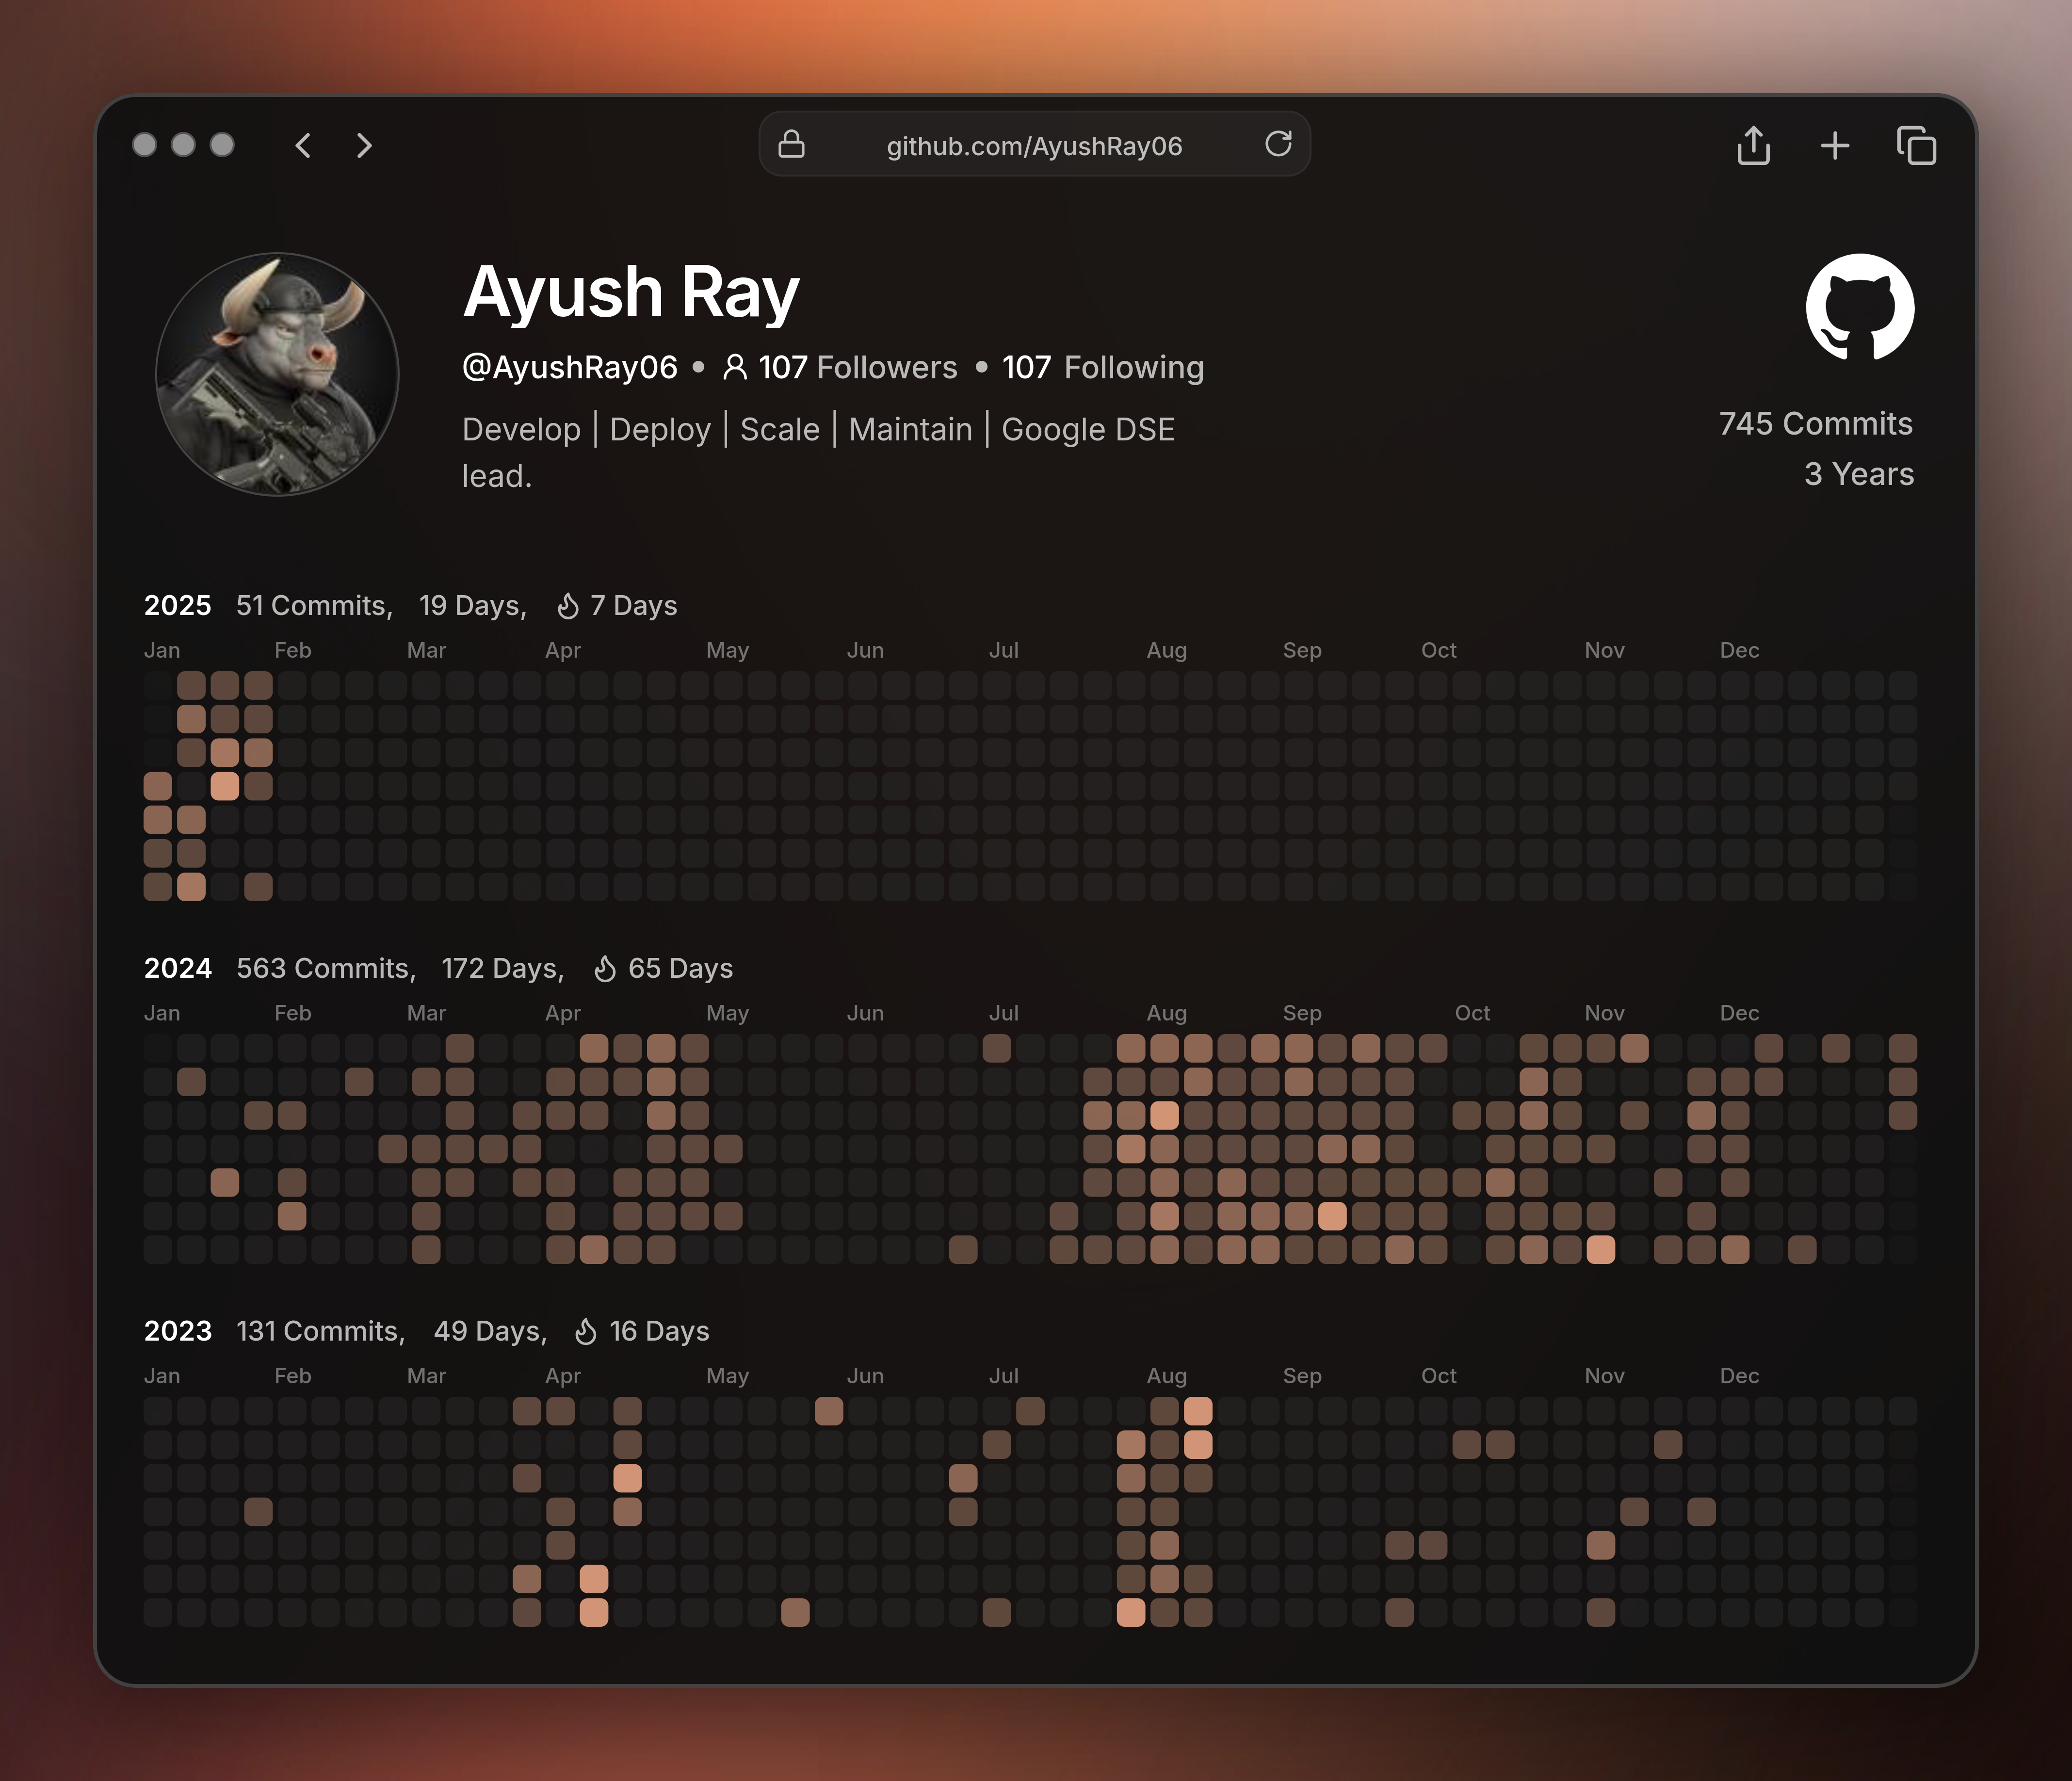 github.com/AyushRay06
Ayush Ray
@AyushRay06 • 107 Followers • 107 Following
Develop | Deploy | Scale | Maintain | Google DSE
lead.
745 Commits
3 Years
2025 51 Commits, 19 Days, 7 Days
Jan Feb Mar Apr May Jun Jul Aug Sep Oct Nov Dec
2024 563 Commits, 172 Days, 65 Days
Jan Feb Mar Apr May Jun Jul Aug Sep Oct Nov Dec
2023 131 Commits, 49 Days, 16 Days
Jan Feb Mar Apr May Jun Jul Aug Sep Oct Nov Dec